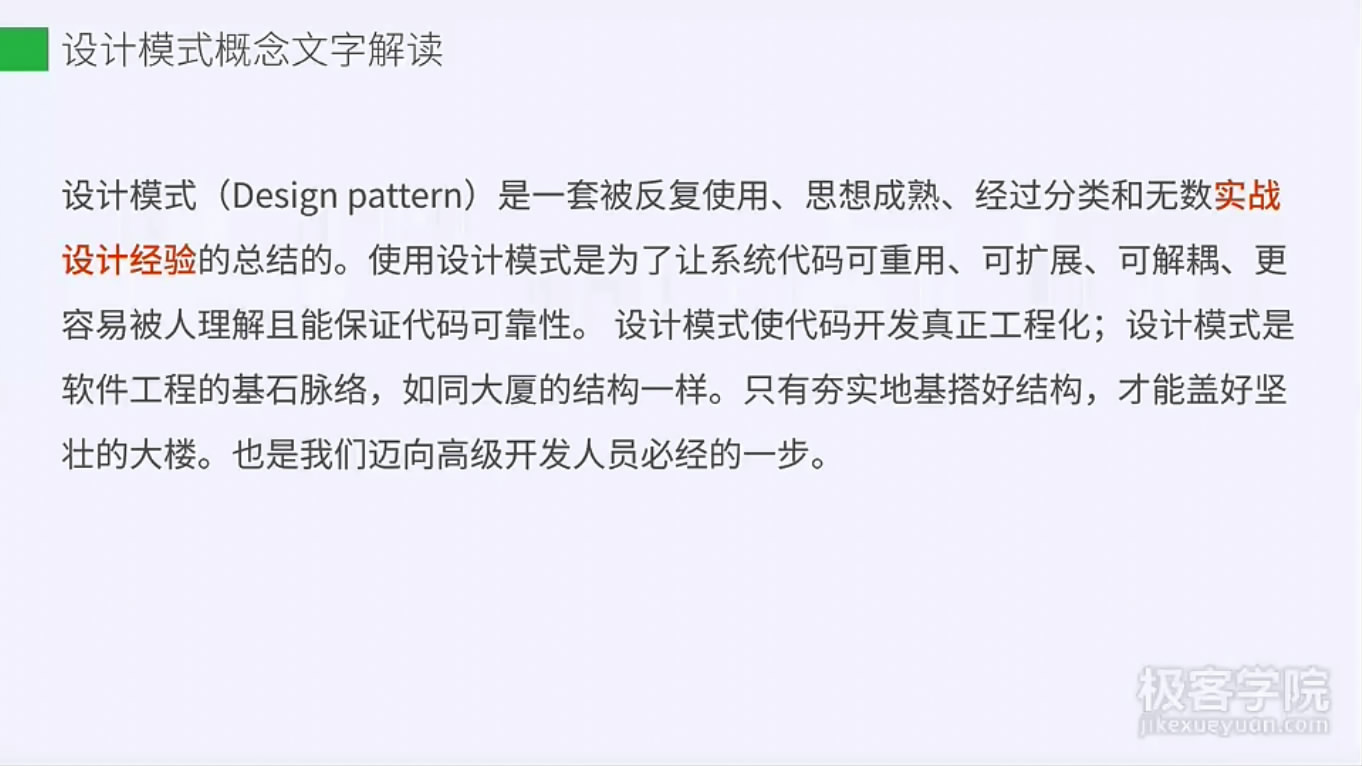 设计模式概念文字解读
设计模式（Design pattern）是一套被反复使用、思想成熟、经过分类和无数实战
设计经验的总结的。使用设计模式是为了让系统代码可重用、可扩展、可解耦、更
容易被人理解且能保证代码可靠性。 设计模式使代码开发真正工程化；设计模式是
软件工程的基石脉络，如同大厦的结构一样。只有夯实地基搭好结构，才能盖好坚
壮的大楼。也是我们迈向高级开发人员必经的一步。
极客学院
jikexueyuan.com